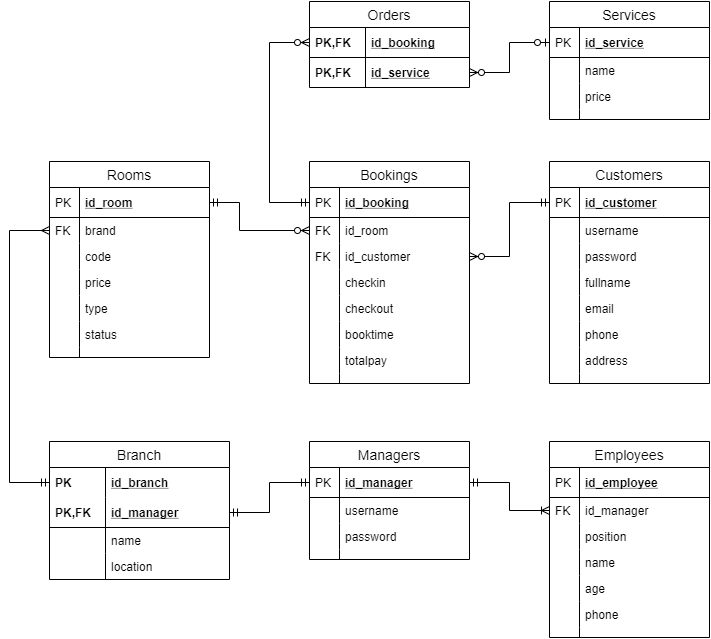 Orders
PK,FK id_booking
PK,FK id_service
Services
PK id_service
name
price
Rooms
PK id_room
FK brand
code
price
type
status
Bookings
PK id_booking
FK id_room
FK id_customer
checkin
checkout
booktime
totalpay
Customers
PK id_customer
username
password
fullname
email
phone
address
Branch
PK id_branch
PK,FK id_manager
name
location
Managers
PK id_manager
username
password
Employees
PK id_employee
FK id_manager
position
name
age
phone